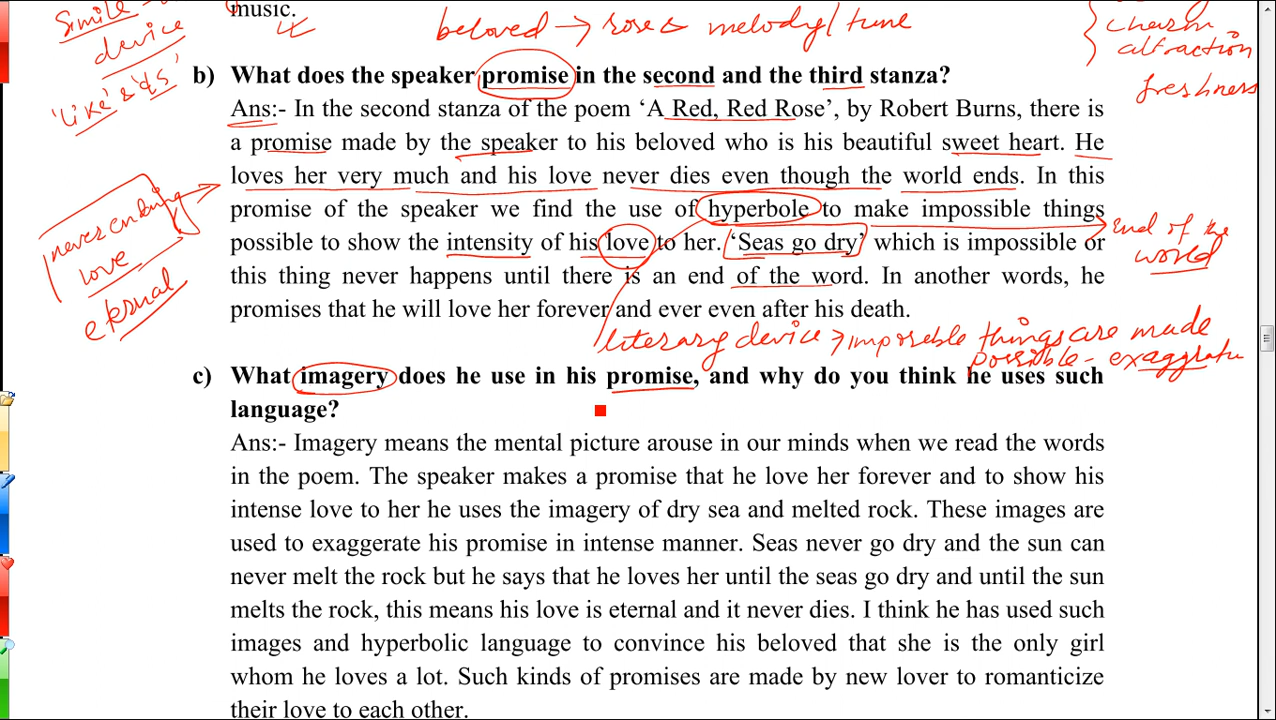 music.
Simile
device
'like' & 'as'
beloved → rose & melody/tune
charm
attraction
freshness
b) What does the speaker promise in the second and the third stanza?
Ans:- In the second stanza of the poem ‘A Red, Red Rose’, by Robert Burns, there is
a promise made by the speaker to his beloved who is his beautiful sweet heart. He
loves her very much and his love never dies even though the world ends. In this
promise of the speaker we find the use of hyperbole to make impossible things
possible to show the intensity of his love to her. ‘Seas go dry’ which is impossible or
this thing never happens until there is an end of the word. In another words, he
promises that he will love her forever and ever even after his death.
never ending
love
eternal
end of the
world
literary device → imposeble things are made
possible - exaggratu
c) What imagery does he use in his promise, and why do you think he uses such
language?
Ans:- Imagery means the mental picture arouse in our minds when we read the words
in the poem. The speaker makes a promise that he love her forever and to show his
intense love to her he uses the imagery of dry sea and melted rock. These images are
used to exaggerate his promise in intense manner. Seas never go dry and the sun can
never melt the rock but he says that he loves her until the seas go dry and until the sun
melts the rock, this means his love is eternal and it never dies. I think he has used such
images and hyperbolic language to convince his beloved that she is the only girl
whom he loves a lot. Such kinds of promises are made by new lover to romanticize
their love to each other.